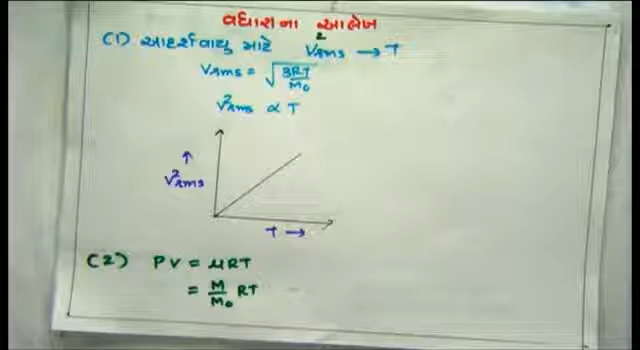 વધારાના આલેખ
(1) આદર્શવાયુ માટે V²rms → T
Vrms = √(3RT/M₀)
V²rms ∝ T
↑
V²rms
T →
(2) PV = μRT
= M/M₀ RT